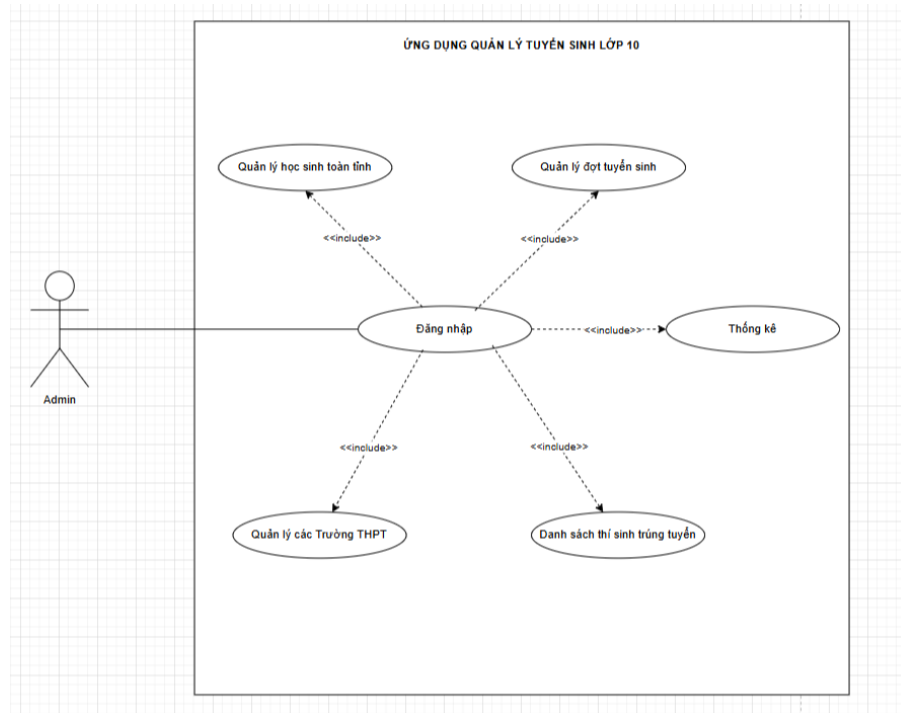 ỨNG DỤNG QUẢN LÝ TUYỂN SINH LỚP 10
Quản lý học sinh toàn tỉnh
Quản lý đợt tuyển sinh
<<include>>
<<include>>
Đăng nhập
<<include>>
Thống kê
Admin
<<include>>
<<include>>
Quản lý các Trường THPT
Danh sách thí sinh trúng tuyển